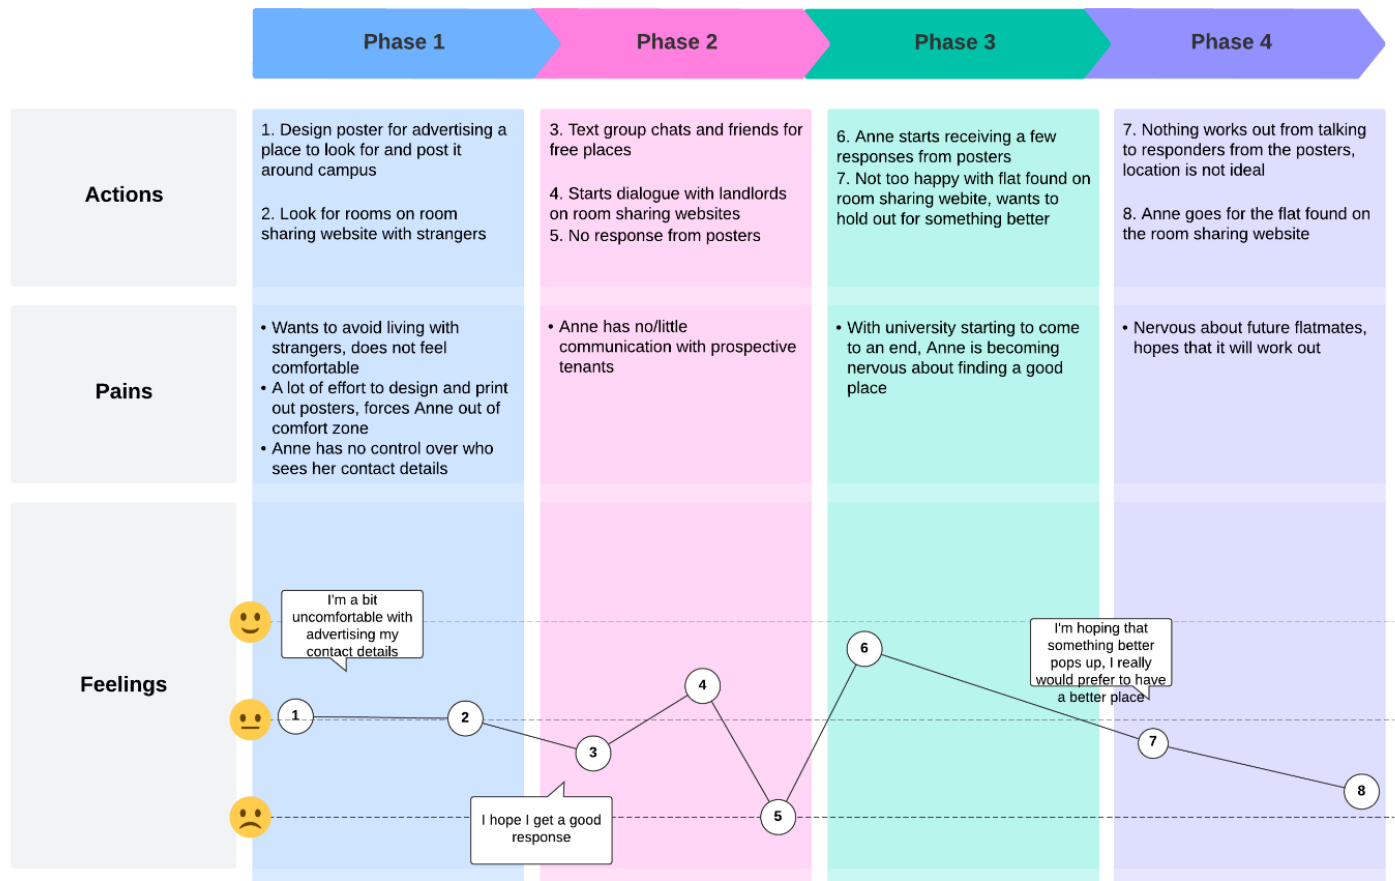 Phase 1
Phase 2
Phase 3
Phase 4
Actions
1. Design poster for advertising a
place to look for and post it
around campus
2. Look for rooms on room
sharing website with strangers
3. Text group chats and friends for
free places
4. Starts dialogue with landlords
on room sharing websites
5. No response from posters
6. Anne starts receiving a few
responses from posters
7. Not too happy with flat found on
room sharing webite, wants to
hold out for something better
7. Nothing works out from talking
to responders from the posters,
location is not ideal
8. Anne goes for the flat found on
the room sharing website
Pains
• Wants to avoid living with
strangers, does not feel
comfortable
• A lot of effort to design and print
out posters, forces Anne out of
comfort zone
• Anne has no control over who
sees her contact details
• Anne has no/little
communication with prospective
tenants
• With university starting to come
to an end, Anne is becoming
nervous about finding a good
place
• Nervous about future flatmates,
hopes that it will work out
Feelings
I'm a bit
uncomfortable with
advertising my
contact details
1
2
3
I hope I get a good
response
4
5
6
I'm hoping that
something better
pops up, I really
would prefer to have
a better place
7
8